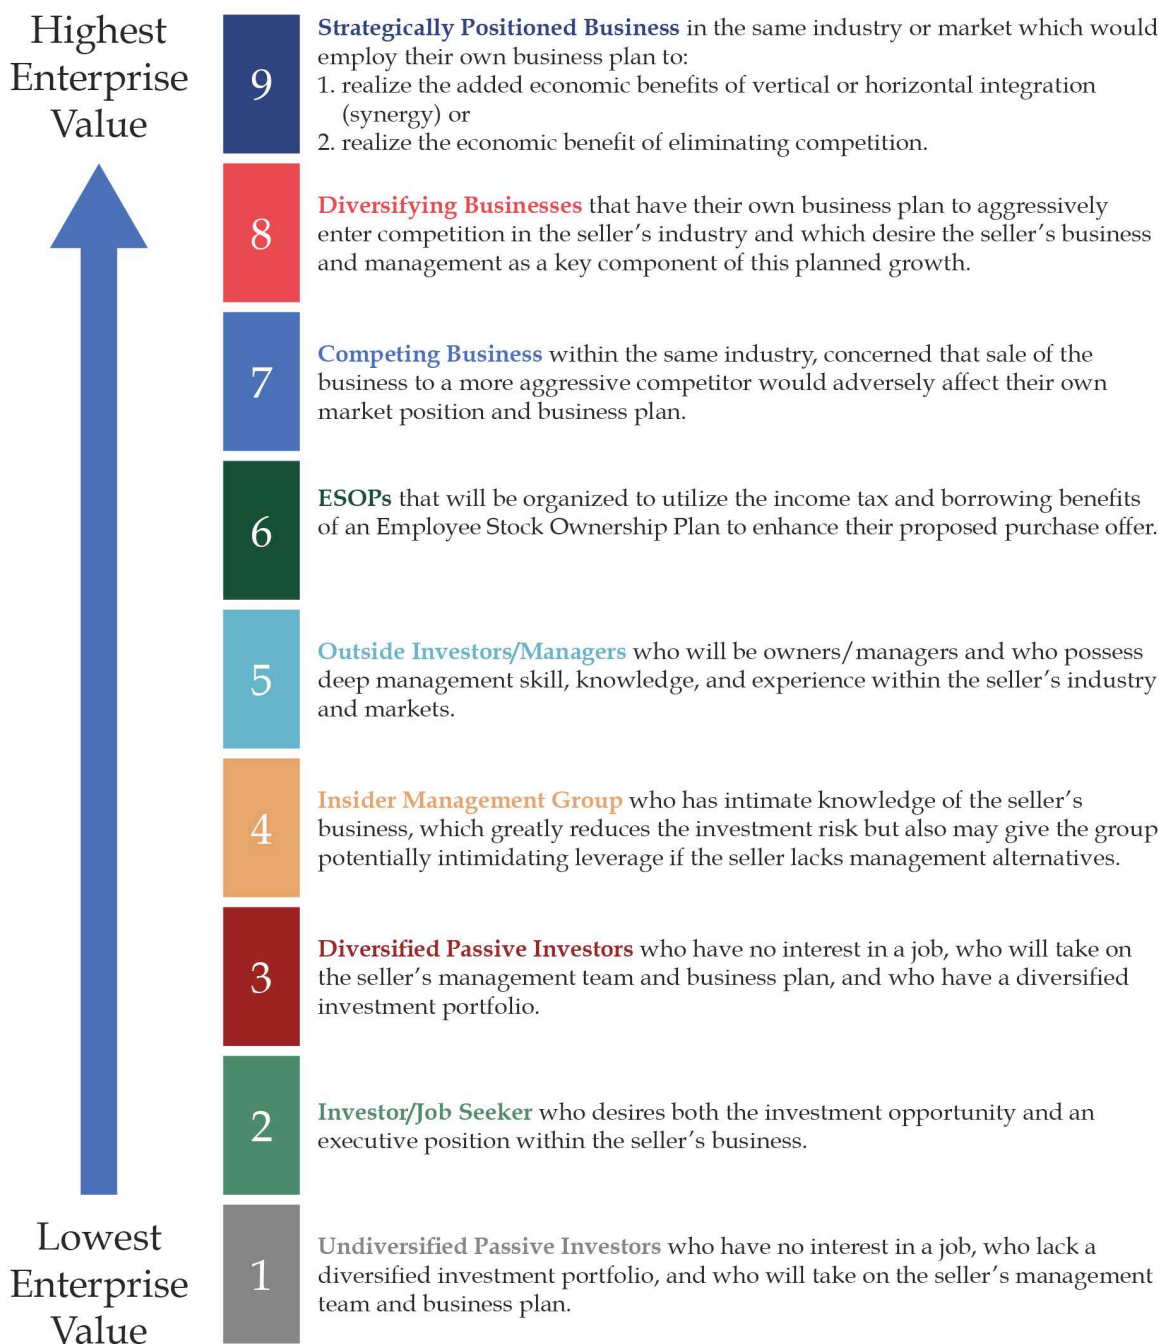 Highest
Enterprise
Value
9
Strategically Positioned Business in the same industry or market which would
employ their own business plan to:
1. realize the added economic benefits of vertical or horizontal integration
(synergy) or
2. realize the economic benefit of eliminating competition.
8
Diversifying Businesses that have their own business plan to aggressively
enter competition in the seller’s industry and which desire the seller’s business
and management as a key component of this planned growth.
7
Competing Business within the same industry, concerned that sale of the
business to a more aggressive competitor would adversely affect their own
market position and business plan.
6
ESOPs that will be organized to utilize the income tax and borrowing benefits
of an Employee Stock Ownership Plan to enhance their proposed purchase offer.
5
Outside Investors/Managers who will be owners/managers and who possess
deep management skill, knowledge, and experience within the seller’s industry
and markets.
4
Insider Management Group who has intimate knowledge of the seller’s
business, which greatly reduces the investment risk but also may give the group
potentially intimidating leverage if the seller lacks management alternatives.
3
Diversified Passive Investors who have no interest in a job, who will take on
the seller’s management team and business plan, and who have a diversified
investment portfolio.
2
Investor/Job Seeker who desires both the investment opportunity and an
executive position within the seller’s business.
Lowest
Enterprise
Value
1
Undiversified Passive Investors who have no interest in a job, who lack a
diversified investment portfolio, and who will take on the seller’s management
team and business plan.